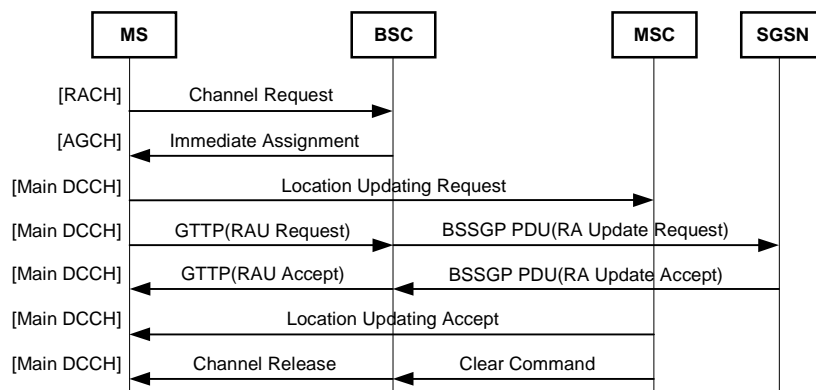 MS BSC MSC SGSN
[RACH] Channel Request
[AGCH] Immediate Assignment
[Main DCCH] Location Updating Request
[Main DCCH] GTTP(RAU Request) BSSGP PDU(RA Update Request)
[Main DCCH] GTTP(RAU Accept) BSSGP PDU(RA Update Accept)
[Main DCCH] Location Updating Accept
[Main DCCH] Channel Release Clear Command